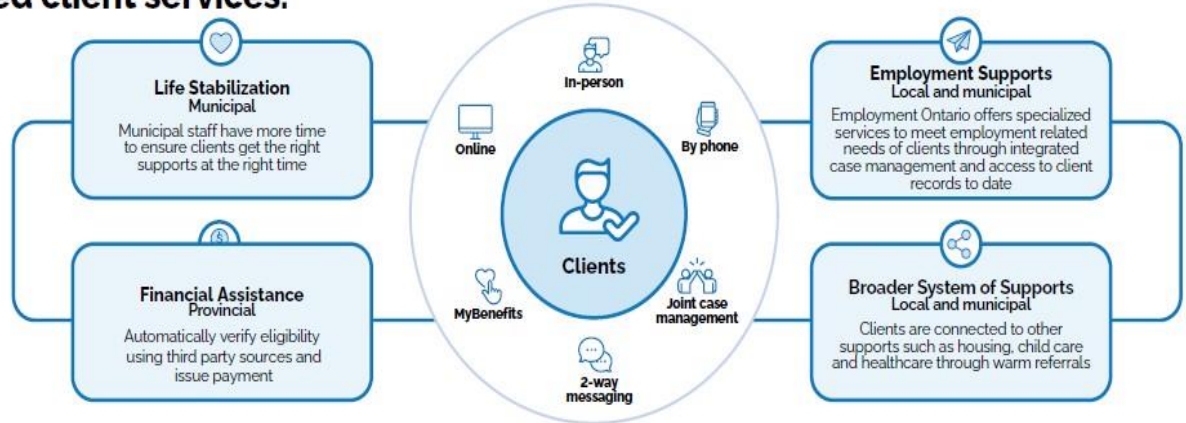 client services.
Life Stabilization
Municipal
Municipal staff have more time
to ensure clients get the right
supports at the right time
Financial Assistance
Provincial
Automatically verify eligibility
using third party sources and
issue payment
In-person
Online
By phone
Clients
MyBenefits
Joint case
management
2-way
messaging
Employment Supports
Local and municipal
Employment Ontario offers specialized
services to meet employment related
needs of clients through integrated
case management and access to client
records to date
Broader System of Supports
Local and municipal
Clients are connected to other
supports such as housing, child care
and healthcare through warm referrals